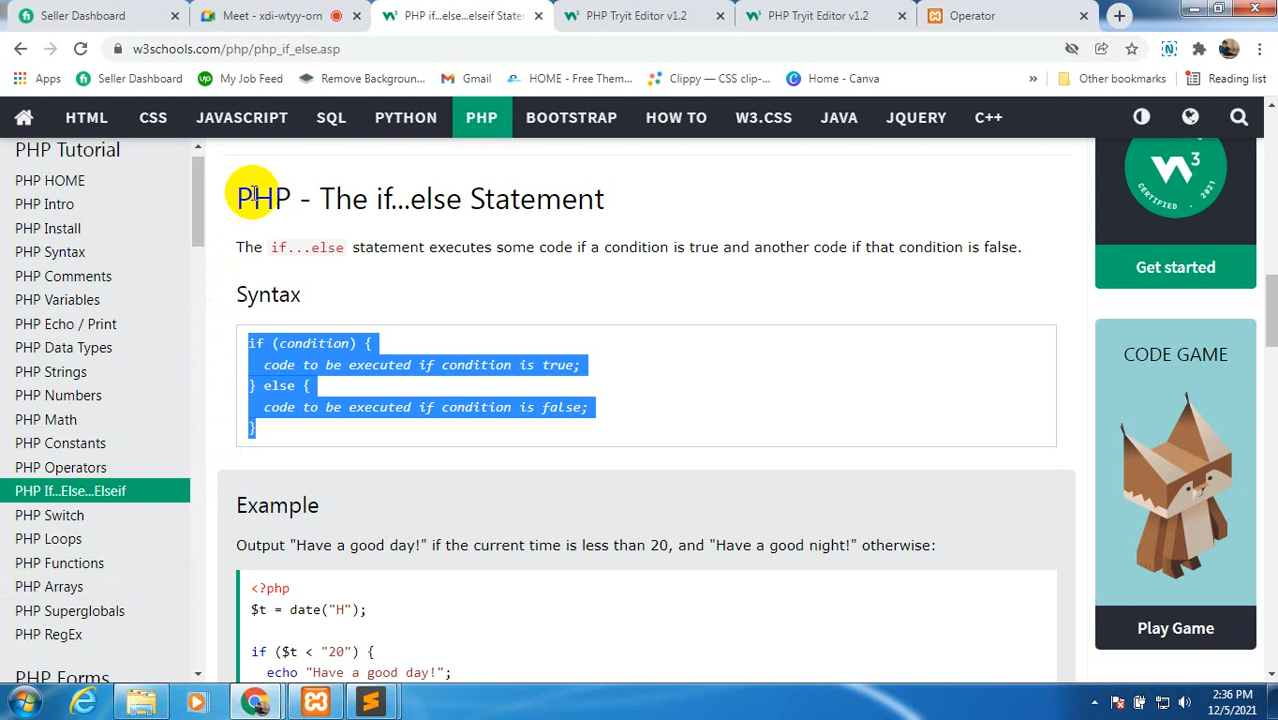 Seller Dashboard
Meet - xdi-wtyy-orn
PHP if...else...elseif Stater
PHP Tryit Editor v1.2
PHP Tryit Editor v1.2
Operator
w3schools.com/php/php_if_else.asp
Apps
Seller Dashboard
My Job Feed
Remove Backgroun...
Gmail
HOME - Free Them...
Clippy — CSS clip-...
Home - Canva
»
Other bookmarks
Reading list
HTML
CSS
JAVASCRIPT
SQL
PYTHON
PHP
BOOTSTRAP
HOW TO
W3.CSS
JAVA
JQUERY
C++
PHP Tutorial
PHP HOME
PHP Intro
PHP Install
PHP Syntax
PHP Comments
PHP Variables
PHP Echo / Print
PHP Data Types
PHP Strings
PHP Numbers
PHP Math
PHP Constants
PHP Operators
PHP If...Else...Elseif
PHP Switch
PHP Loops
PHP Functions
PHP Arrays
PHP Superglobals
PHP RegEx
PHP Forms
PHP - The if...else Statement
The if...else statement executes some code if a condition is true and another code if that condition is false.
Syntax
if (condition) {
code to be executed if condition is true;
} else {
code to be executed if condition is false;
}
Example
Output "Have a good day!" if the current time is less than 20, and "Have a good night!" otherwise:
<?php
$t = date("H");
if ($t < "20") {
echo "Have a good day!";
W3
CERTIFIED . 2021
Get started
CODE GAME
Play Game
2:36 PM
12/5/2021